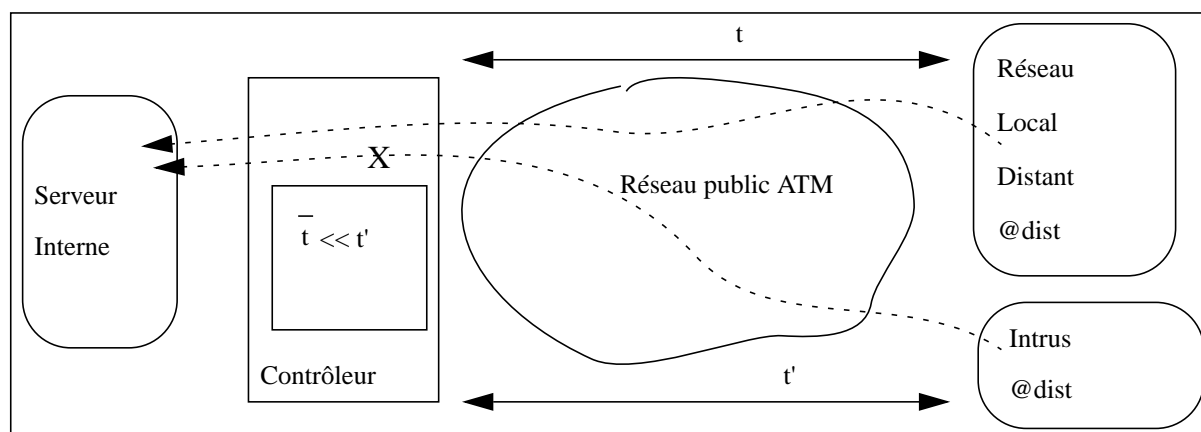 t
Réseau
Local
Distant
@dist
Serveur
Interne
X
t̅ << t'
Contrôleur
Réseau public ATM
Intrus
@dist
t'